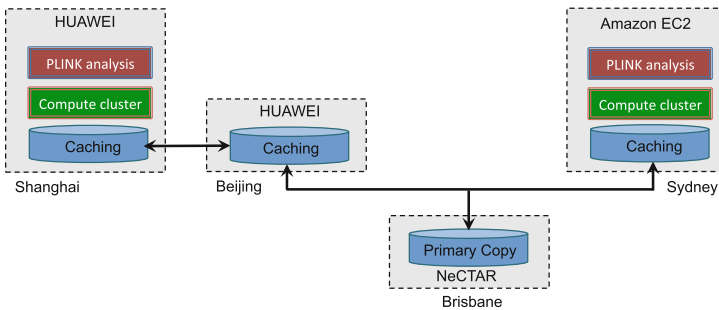 HUAWEI
PLINK analysis
Compute cluster
Caching
Shanghai
HUAWEI
Caching
Beijing
Amazon EC2
PLINK analysis
Compute cluster
Caching
Sydney
Primary Copy
NeCTAR
Brisbane